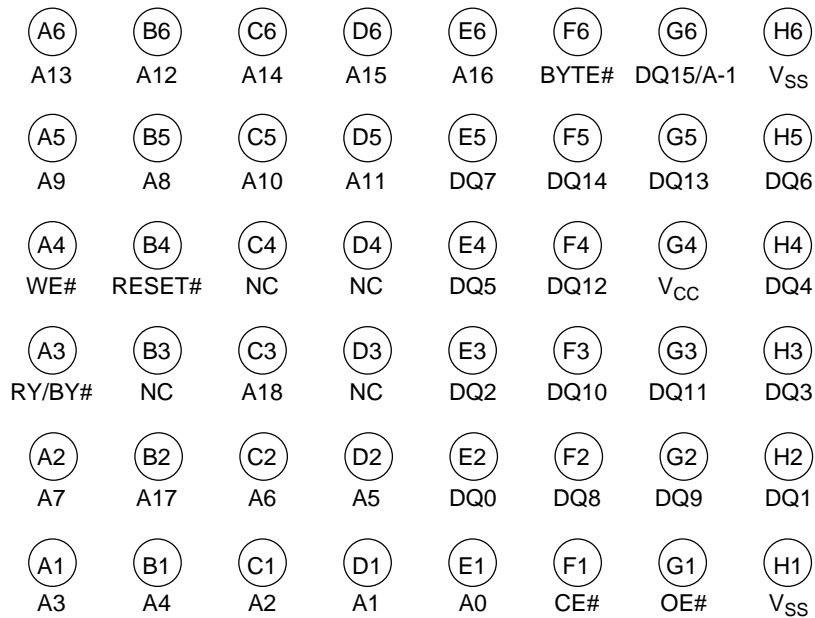 A6 B6 C6 D6 E6 F6 G6 H6
A13 A12 A14 A15 A16 BYTE# DQ15/A-1 VSS
A5 B5 C5 D5 E5 F5 G5 H5
A9 A8 A10 A11 DQ7 DQ14 DQ13 DQ6
A4 B4 C4 D4 E4 F4 G4 H4
WE# RESET# NC NC DQ5 DQ12 VCC DQ4
A3 B3 C3 D3 E3 F3 G3 H3
RY/BY# NC A18 NC DQ2 DQ10 DQ11 DQ3
A2 B2 C2 D2 E2 F2 G2 H2
A7 A17 A6 A5 DQ0 DQ8 DQ9 DQ1
A1 B1 C1 D1 E1 F1 G1 H1
A3 A4 A2 A1 A0 CE# OE# VSS